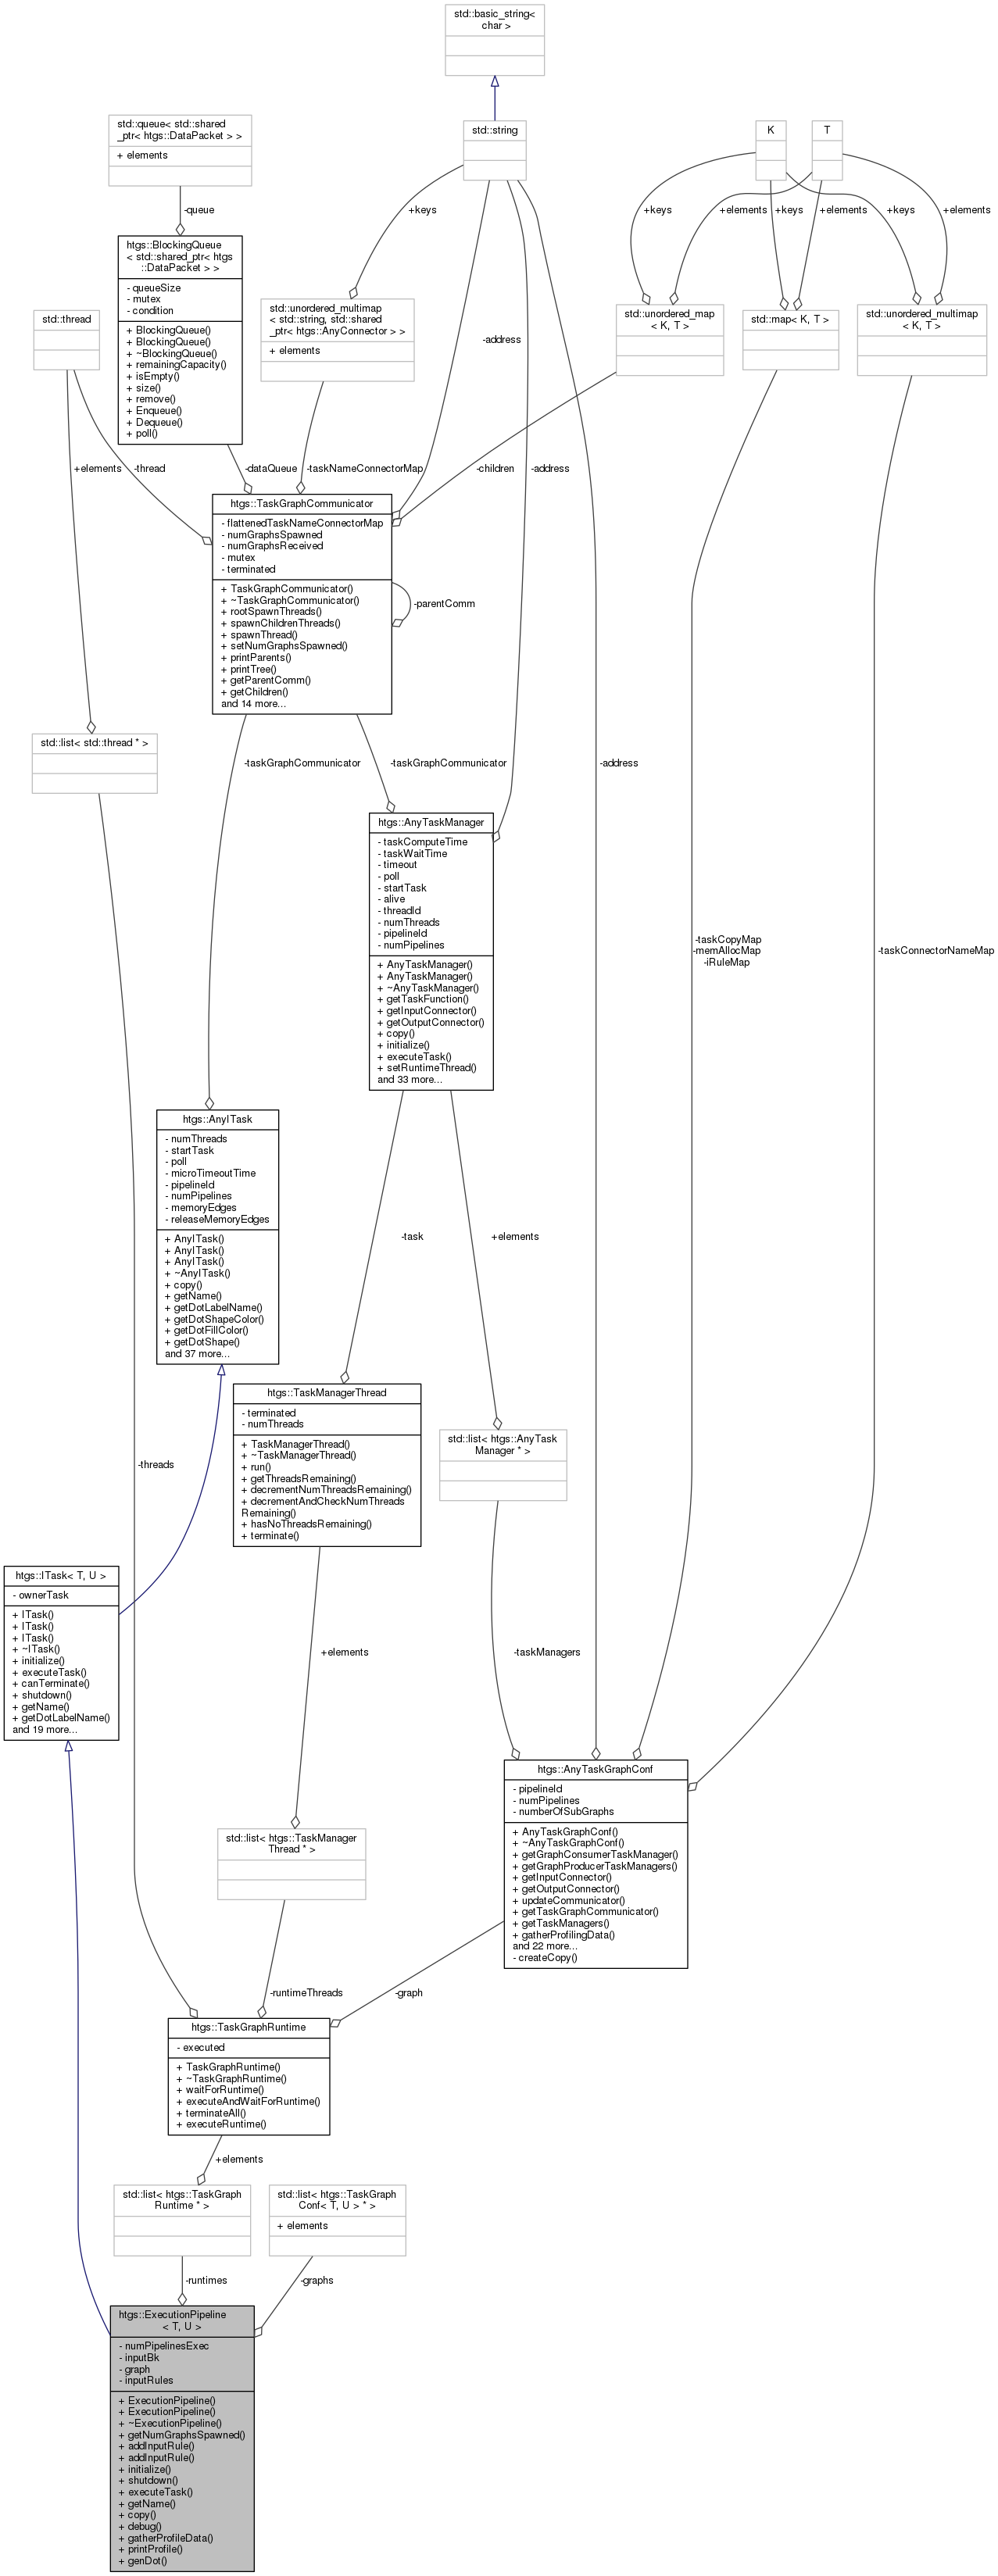 std::basic_string<
char >
std::queue< std::shared
_ptr< htgs::DataPacket > >
+ elements
std::string
K
T
-queue
+keys
+keys
+elements
+keys
+elements
+keys
+elements
htgs::BlockingQueue
< std::shared_ptr< htgs
::DataPacket > >
- queueSize
- mutex
- condition
+ BlockingQueue()
+ BlockingQueue()
+ ~BlockingQueue()
+ remainingCapacity()
+ isEmpty()
+ size()
+ remove()
+ Enqueue()
+ Dequeue()
+ poll()
std::thread
std::unordered_multimap
< std::string, std::shared
_ptr< htgs::AnyConnector > >
+ elements
std::unordered_map
< K, T >
std::map< K, T >
std::unordered_multimap
< K, T >
-address
+elements
-thread
-dataQueue
-taskNameConnectorMap
-children
-address
htgs::TaskGraphCommunicator
- flattenedTaskNameConnectorMap
- numGraphsSpawned
- numGraphsReceived
- mutex
- terminated
+ TaskGraphCommunicator()
+ ~TaskGraphCommunicator()
+ rootSpawnThreads()
+ spawnChildrenThreads()
+ spawnThread()
+ setNumGraphsSpawned()
+ printParents()
+ printTree()
+ getParentComm()
+ getChildren()
and 14 more...
-parentComm
std::list< std::thread * >
-taskGraphCommunicator
-taskGraphCommunicator
-address
htgs::AnyTaskManager
- taskComputeTime
- taskWaitTime
- timeout
- poll
- startTask
- alive
- threadId
- numThreads
- pipelineId
- numPipelines
+ AnyTaskManager()
+ AnyTaskManager()
+ ~AnyTaskManager()
+ getTaskFunction()
+ getInputConnector()
+ getOutputConnector()
+ copy()
+ initialize()
+ executeTask()
+ setRuntimeThread()
and 33 more...
-taskCopyMap
-memAllocMap
-iRuleMap
-taskConnectorNameMap
htgs::AnyITask
- numThreads
- startTask
- poll
- microTimeoutTime
- pipelineId
- numPipelines
- memoryEdges
- releaseMemoryEdges
+ AnyITask()
+ AnyITask()
+ AnyITask()
+ ~AnyITask()
+ copy()
+ getName()
+ getDotLabelName()
+ getDotShapeColor()
+ getDotFillColor()
+ getDotShape()
and 37 more...
-task
+elements
htgs::TaskManagerThread
- terminated
- numThreads
+ TaskManagerThread()
+ ~TaskManagerThread()
+ run()
+ getThreadsRemaining()
+ decrementNumThreadsRemaining()
+ decrementAndCheckNumThreads
Remaining()
+ hasNoThreadsRemaining()
+ terminate()
std::list< htgs::AnyTask
Manager * >
-threads
htgs::ITask< T, U >
- ownerTask
+ ITask()
+ ITask()
+ ITask()
+ ~ITask()
+ initialize()
+ executeTask()
+ canTerminate()
+ shutdown()
+ getName()
+ getDotLabelName()
and 19 more...
+elements
-taskManagers
htgs::AnyTaskGraphConf
- pipelineId
- numPipelines
- numberOfSubGraphs
+ AnyTaskGraphConf()
+ ~AnyTaskGraphConf()
+ getGraphConsumerTaskManager()
+ getGraphProducerTaskManagers()
+ getInputConnector()
+ getOutputConnector()
+ updateCommunicator()
+ getTaskGraphCommunicator()
+ getTaskManagers()
+ gatherProfilingData()
and 22 more...
- createCopy()
std::list< htgs::TaskManager
Thread * >
-runtimeThreads
-graph
htgs::TaskGraphRuntime
- executed
+ TaskGraphRuntime()
+ ~TaskGraphRuntime()
+ waitForRuntime()
+ executeAndWaitForRuntime()
+ terminateAll()
+ executeRuntime()
+elements
std::list< htgs::TaskGraph
Runtime * >
std::list< htgs::TaskGraph
Conf< T, U > * >
+ elements
-runtimes
-graphs
htgs::ExecutionPipeline
< T, U >
- numPipelinesExec
- inputBk
- graph
- inputRules
+ ExecutionPipeline()
+ ExecutionPipeline()
+ ~ExecutionPipeline()
+ getNumGraphsSpawned()
+ addInputRule()
+ addInputRule()
+ initialize()
+ shutdown()
+ executeTask()
+ getName()
+ copy()
+ debug()
+ gatherProfileData()
+ printProfile()
+ genDot()